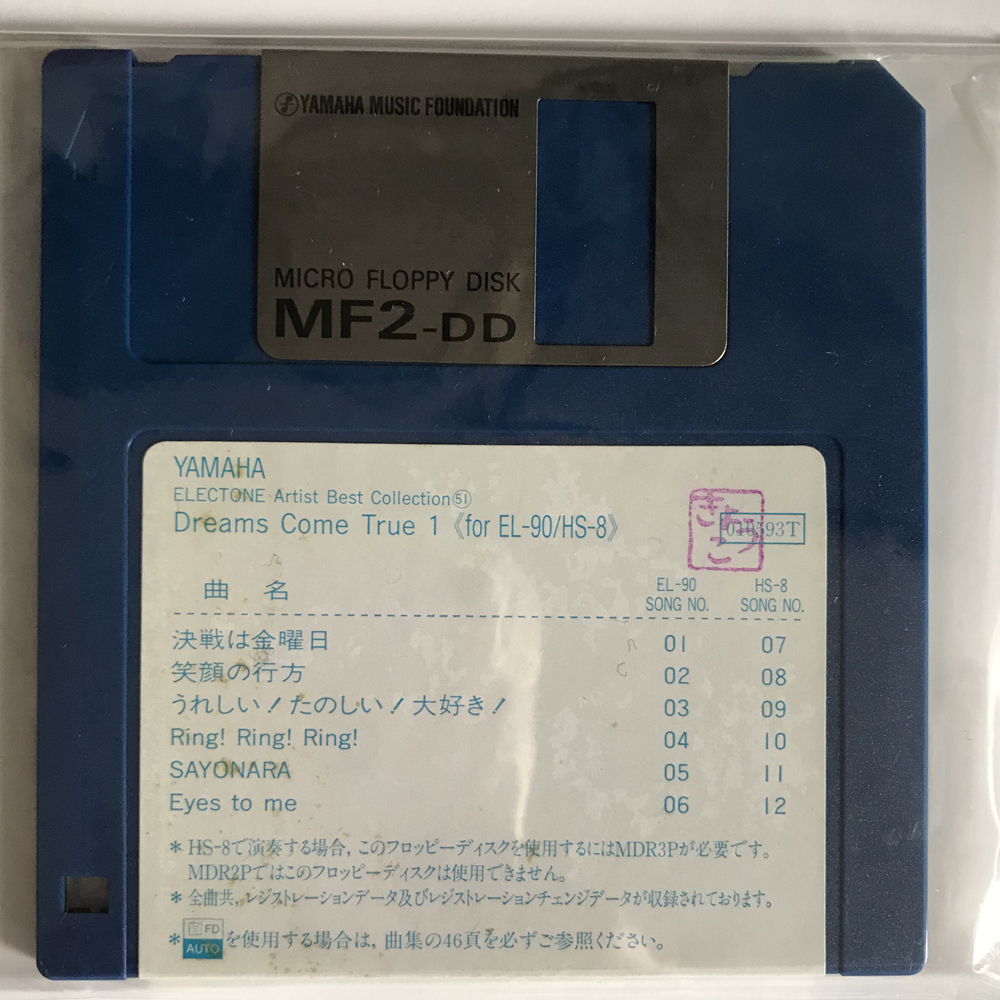 YAMAHA MUSIC FOUNDATION
MICRO FLOPPY DISK
MF2-DD
YAMAHA
ELECTONE Artist Best Collection㊿①
Dreams Come True 1《for EL-90/HS-8》
きょうこ
曲 名 EL-90 SONG NO. HS-8 SONG NO.
決戦は金曜日 01 07
笑顔の行方 02 08
うれしい!たのしい!大好き! 03 09
Ring! Ring! Ring! 04 10
SAYONARA 05 11
Eyes to me 06 12
* HS-8で演奏する場合, このフロッピーディスクを使用するにはMDR3Pが必要です。
MDR2Pではこのフロッピーディスクは使用できません。
* 全曲共, レジストレーションデータ及びレジストレーションチェンジデータが収録されております。
* FD AUTO を使用する場合は, 曲集の46頁を必ずご参照ください。